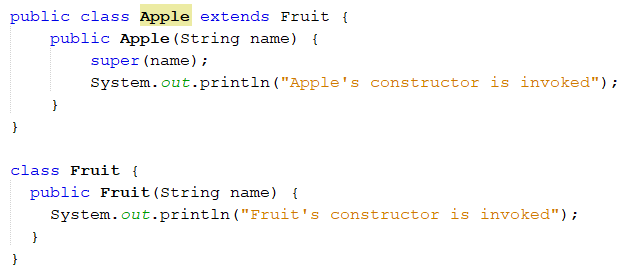 public class Apple extends Fruit {
public Apple(String name) {
super(name);
System.out.println("Apple's constructor is invoked");
}
}
class Fruit {
public Fruit(String name) {
System.out.println("Fruit's constructor is invoked");
}
}